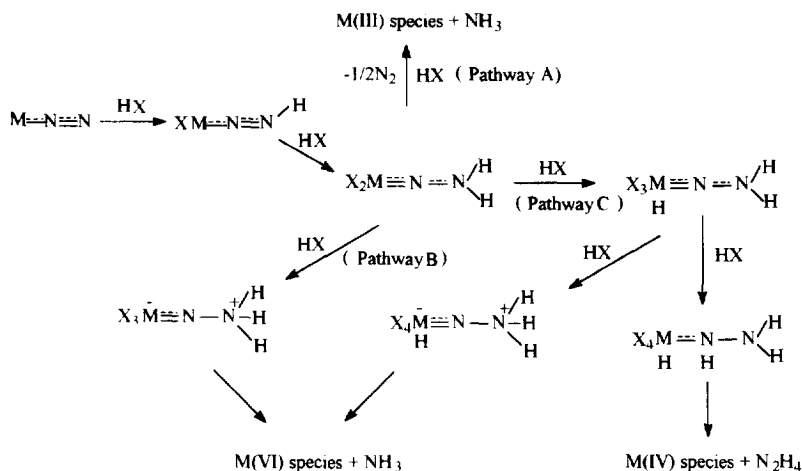 M(III) species + NH3
-1/2N2 HX ( Pathway A)
M═N≡N HX XM═N≡N H
HX
X2M≡N═N H H HX ( Pathway C) X3M≡N═N H H H
HX ( Pathway B) HX HX
X3M̄≡N—N⁺ H H H X4M̄≡N—N⁺ H H H H X4M═N—N H H H H
M(VI) species + NH3 M(IV) species + N2H4